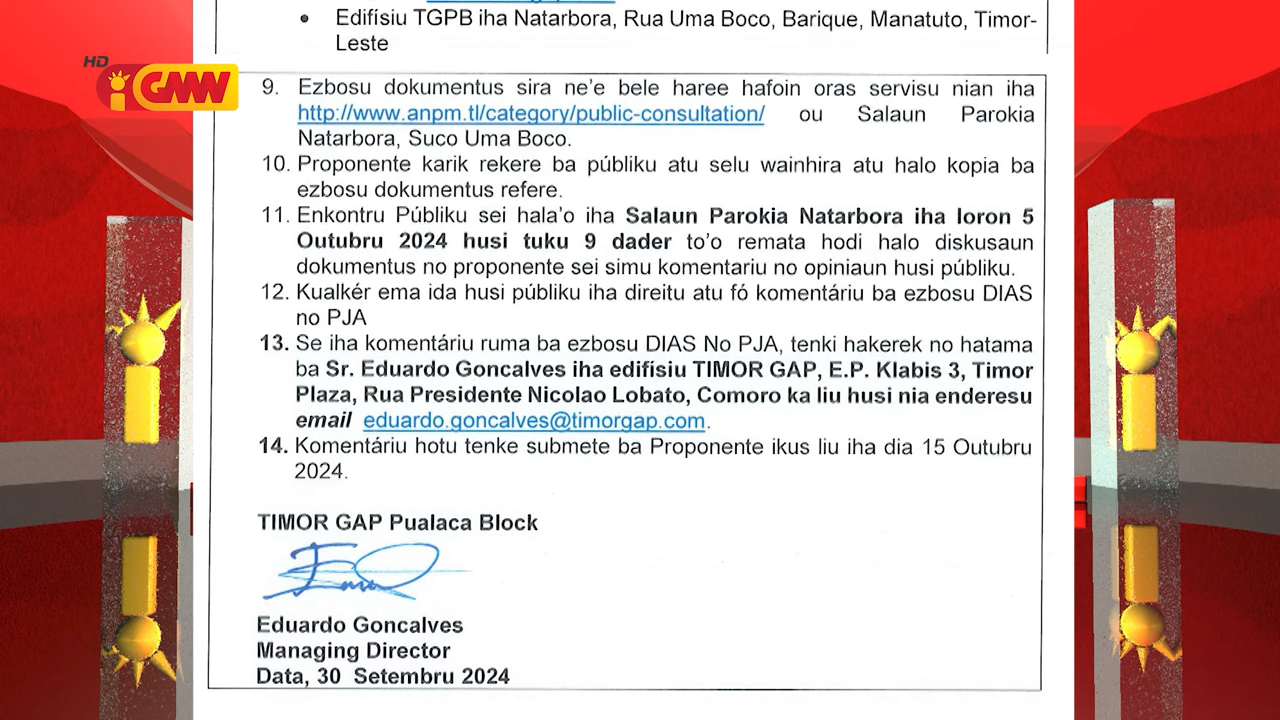 Edifísiu TGPB iha Natarbora, Rua Uma Boco, Barique, Manatuto, Timor-
Leste
HD
GMN
9. Ezbosu dokumentus sira ne'e bele haree hafoin oras servisu nian iha
http://www.anpm.tl/category/public-consultation/ ou Salaun Parokia
Natarbora, Suco Uma Boco.
10. Proponente karik rekere ba públiku atu selu wainhira atu halo kopia ba
ezbosu dokumentus refere.
11. Enkontru Públiku sei hala'o iha Salaun Parokia Natarbora iha loron 5
Outubru 2024 husi tuku 9 dader to'o remata hodi halo diskusaun
dokumentus no proponente sei simu komentariu no opiniaun husi públiku.
12. Kualkér ema ida husi públiku iha direitu atu fó komentáriu ba ezbosu DIAS
no PJA
13. Se iha komentáriu ruma ba ezbosu DIAS No PJA, tenki hakerek no hatama
ba Sr. Eduardo Goncalves iha edifísiu TIMOR GAP, E.P. Klabis 3, Timor
Plaza, Rua Presidente Nicolao Lobato, Comoro ka liu husi nia enderesu
email eduardo.goncalves@timorgap.com.
14. Komentáriu hotu tenke submete ba Proponente ikus liu iha dia 15 Outubru
2024.
TIMOR GAP Pualaca Block
Eduardo Goncalves
Managing Director
Data, 30 Setembru 2024